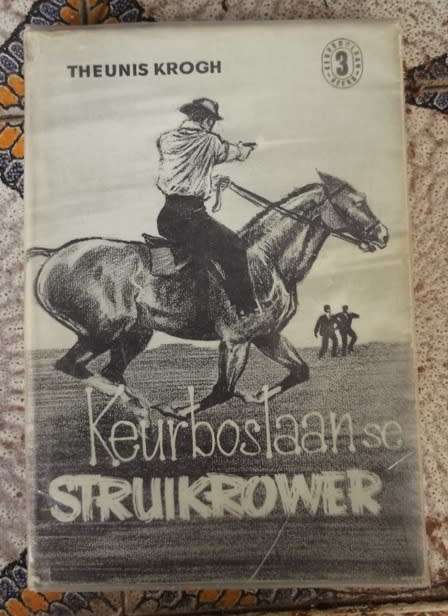 THEUNIS KROGH
3
Keurboslaan se
STRUIKROWER